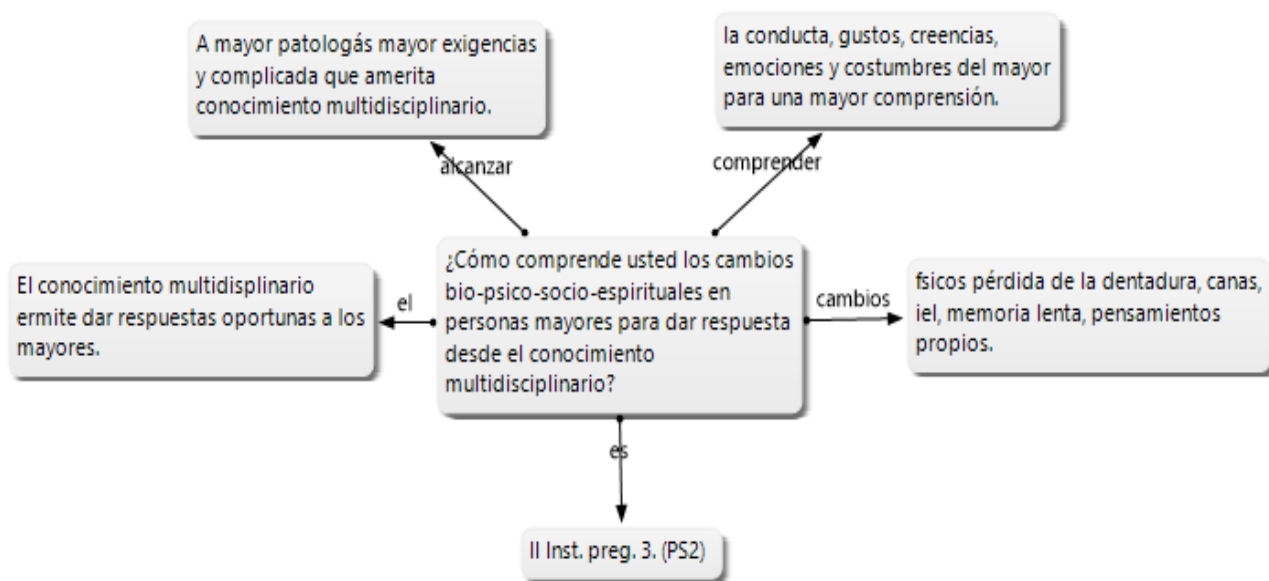 A mayor patologás mayor exigencias
y complicada que amerita
conocimiento multidisciplinario.
la conducta, gustos, creencias,
emociones y costumbres del mayor
para una mayor comprensión.
alcanzar
comprender
El conocimiento multidisplinario
ermite dar respuestas oportunas a los
mayores.
el
¿Cómo comprende usted los cambios
bio-psico-socio-espirituales en
personas mayores para dar respuesta
desde el conocimiento
multidisciplinario?
cambios
fsicos pérdida de la dentadura, canas,
iel, memoria lenta, pensamientos
propios.
es
II Inst. preg. 3. (PS2)